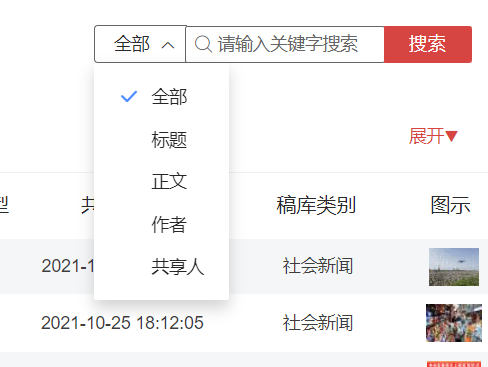 全部
请输入关键字搜索
搜索
全部
标题
正文
作者
共享人
展开▼
型
共
稿库类别
图示
2021-1
社会新闻
2021-10-25 18:12:05
社会新闻